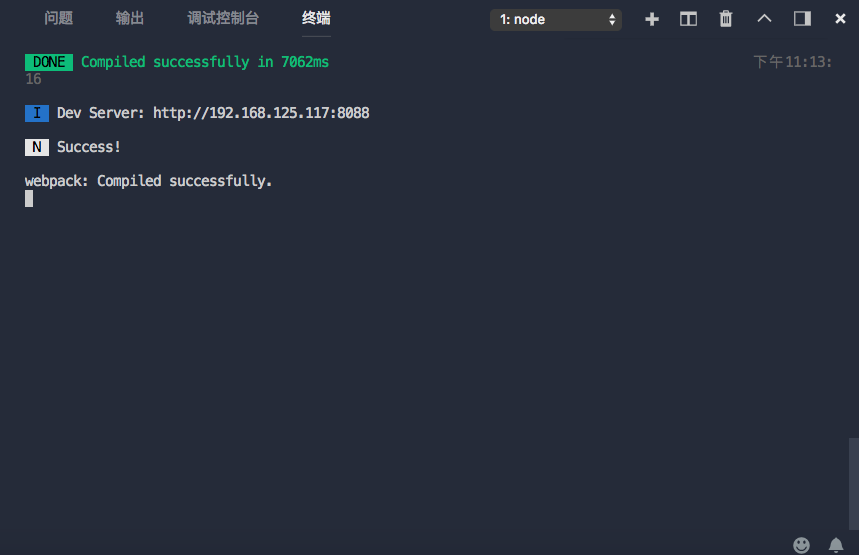 问题 输出 调试控制台 终端 1: node
DONE Compiled successfully in 7062ms 下午11:13:
16
I Dev Server: http://192.168.125.117:8088
N Success!
webpack: Compiled successfully.